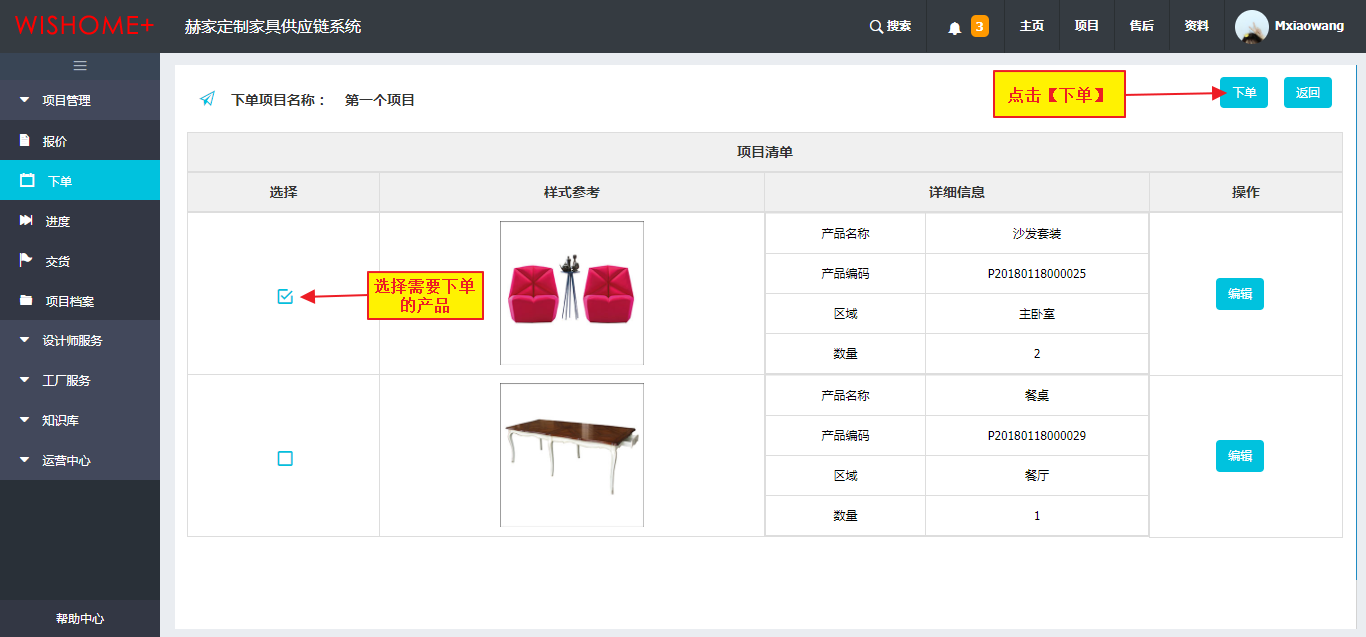 WISHOME+
赫家定制家具供应链系统
搜索
3
主页
项目
售后
资料
Mxiaowang
项目管理
报价
下单
进度
交货
项目档案
设计师服务
工厂服务
知识库
运营中心
帮助中心
下单项目名称： 第一个项目
点击【下单】
下单
返回
项目清单
选择 样式参考 详细信息 操作
选择需要下单
的产品
产品名称 沙发套装
产品编码 P20180118000025
区域 主卧室
数量 2
编辑
产品名称 餐桌
产品编码 P20180118000029
区域 餐厅
数量 1
编辑